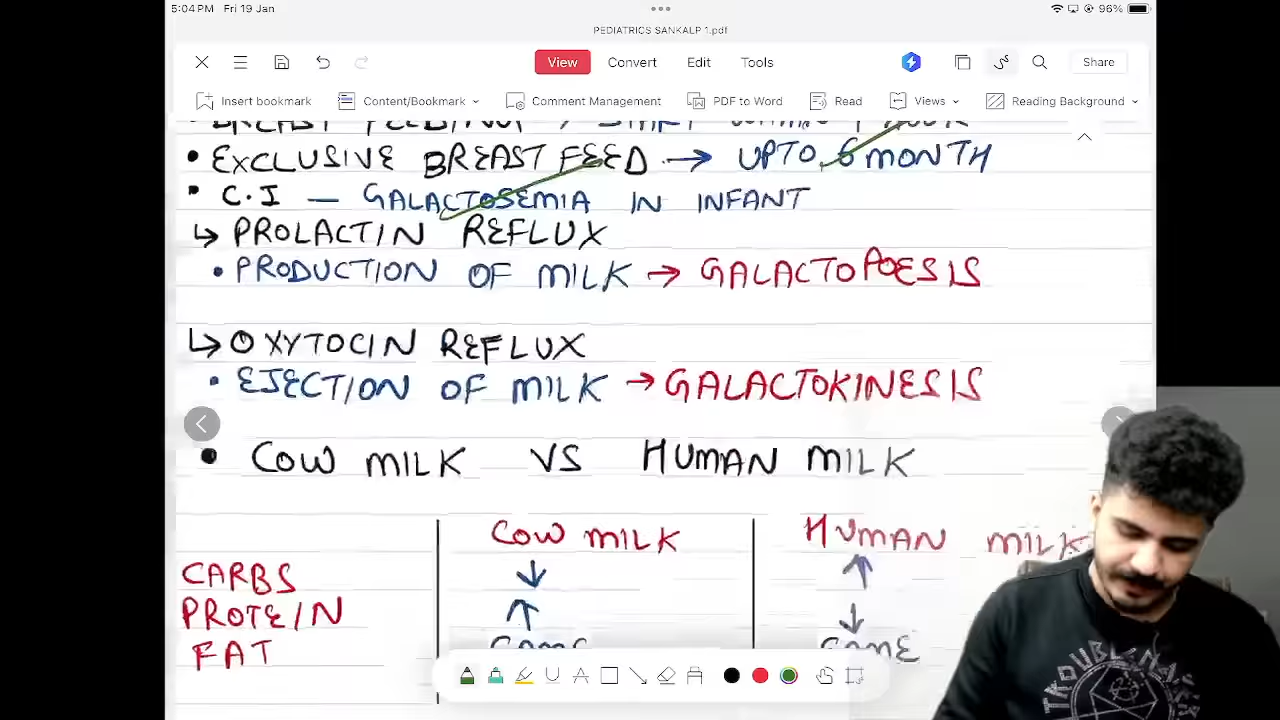 5:04 PM Fri 19 Jan
96%
PEDIATRICS SANKALP 1.pdf
View Convert Edit Tools Share
Insert bookmark Content/Bookmark Comment Management PDF to Word Read Views Reading Background
• EXCLUSIVE BREAST FEED → UPTO 6 MONTH
• C.I — GALACTOSEMIA IN INFANT
↳ PROLACTIN REFLUX
• PRODUCTION OF MILK → GALACTOPOESIS
↳ OXYTOCIN REFLUX
• EJECTION OF MILK → GALACTOKINESIS
• COW MILK VS HUMAN MILK
COW MILK HUMAN MILK
CARBS ↓ ↑
PROTEIN ↑ ↓
FAT SAME SAME